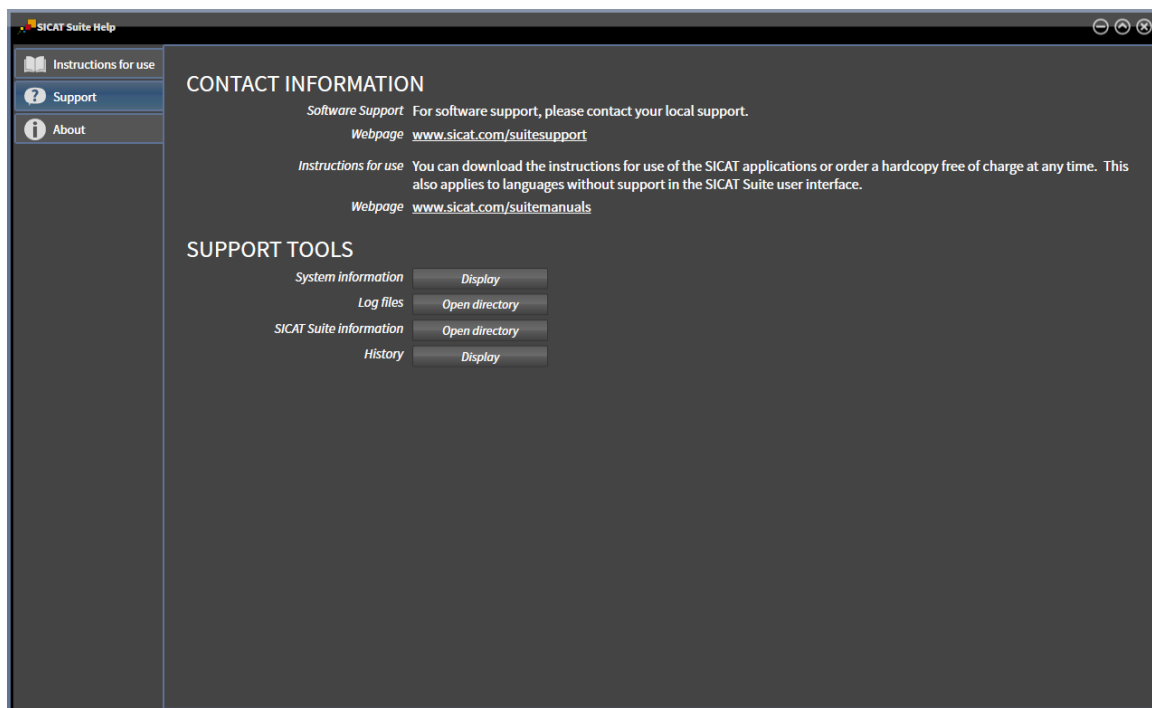 SICAT Suite Help
Instructions for use
Support
About
CONTACT INFORMATION
Software Support For software support, please contact your local support.
Webpage www.sicat.com/suitesupport
Instructions for use You can download the instructions for use of the SICAT applications or order a hardcopy free of charge at any time. This
also applies to languages without support in the SICAT Suite user interface.
Webpage www.sicat.com/suitemanuals
SUPPORT TOOLS
System information Display
Log files Open directory
SICAT Suite information Open directory
History Display